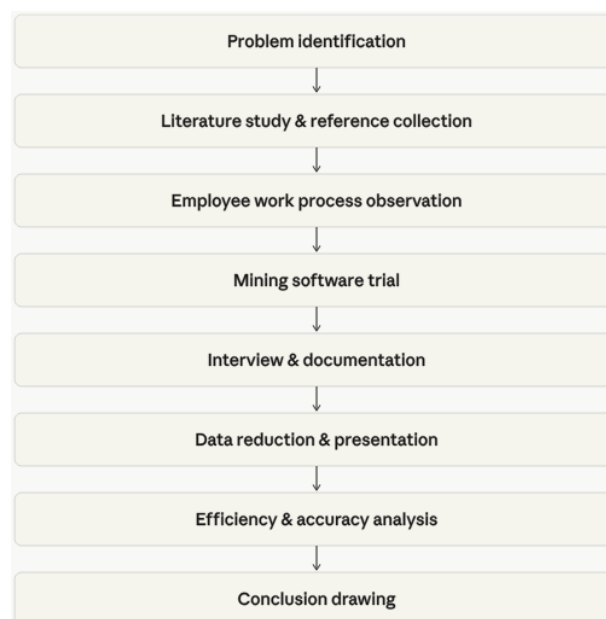 Problem identification
Literature study & reference collection
Employee work process observation
Mining software trial
Interview & documentation
Data reduction & presentation
Efficiency & accuracy analysis
Conclusion drawing